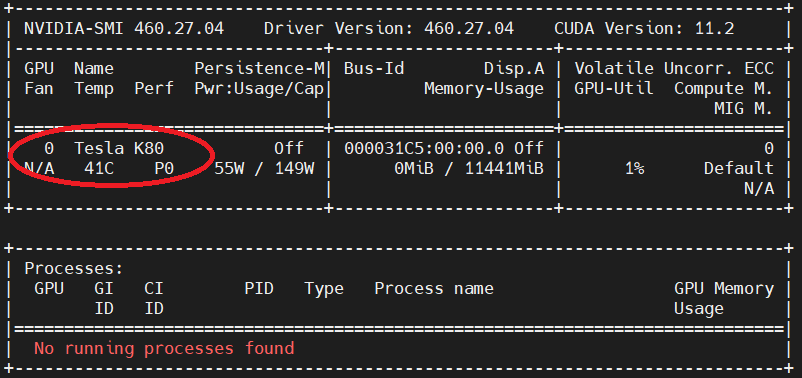 +-----------------------------------------------------------------------------+
| NVIDIA-SMI 460.27.04    Driver Version: 460.27.04    CUDA Version: 11.2     |
|-------------------------------+----------------------+----------------------+
| GPU  Name        Persistence-M| Bus-Id        Disp.A | Volatile Uncorr. ECC |
| Fan  Temp  Perf  Pwr:Usage/Cap|         Memory-Usage | GPU-Util  Compute M. |
|                               |                      |               MIG M. |
|===============================+======================+======================|
|   0  Tesla K80           Off  | 000031C5:00:00.0 Off |                    0 |
| N/A   41C    P0    55W / 149W |      0MiB / 11441MiB |      1%      Default |
|                               |                      |                  N/A |
+-------------------------------+----------------------+----------------------+

+-----------------------------------------------------------------------------+
| Processes:                                                                  |
|  GPU   GI   CI        PID   Type   Process name                  GPU Memory |
|        ID   ID                                                   Usage      |
|=============================================================================|
|  No running processes found                                                 |
+-----------------------------------------------------------------------------+